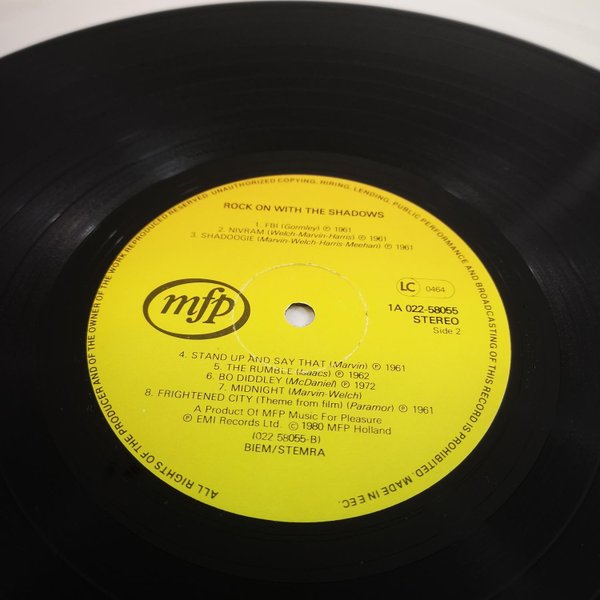 ALL RIGHTS OF THE PRODUCER AND OF THE OWNER OF THE WORK REPRODUCED RESERVED. UNAUTHORIZED COPYING, HIRING, LENDING, PUBLIC PERFORMANCE AND BROADCASTING OF THIS RECORD IS PROHIBITED. MADE IN EEC.
ROCK ON WITH THE SHADOWS
1. FBI (Gormley) ℗ 1961
2. NIVRAM (Welch-Marvin-Harris) ℗ 1961
3. SHADOOGIE (Marvin-Welch-Harris-Meehan) ℗ 1961
mfp
LC 0464
1A 022-58055
STEREO
Side 2
4. STAND UP AND SAY THAT (Marvin) ℗ 1961
5. THE RUMBLE (Isaacs) ℗ 1962
6. BO DIDDLEY (McDaniel) ℗ 1972
7. MIDNIGHT (Marvin-Welch)
8. FRIGHTENED CITY (Theme from film) (Paramor) ℗ 1961
A Product Of MFP Music For Pleasure
℗ EMI Records Ltd. © 1980 MFP Holland
(022 58055-B)
BIEM/STEMRA